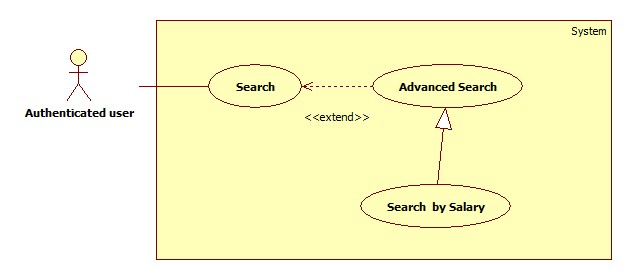 System
Search
Advanced Search
<<extend>>
Authenticated user
Search by Salary